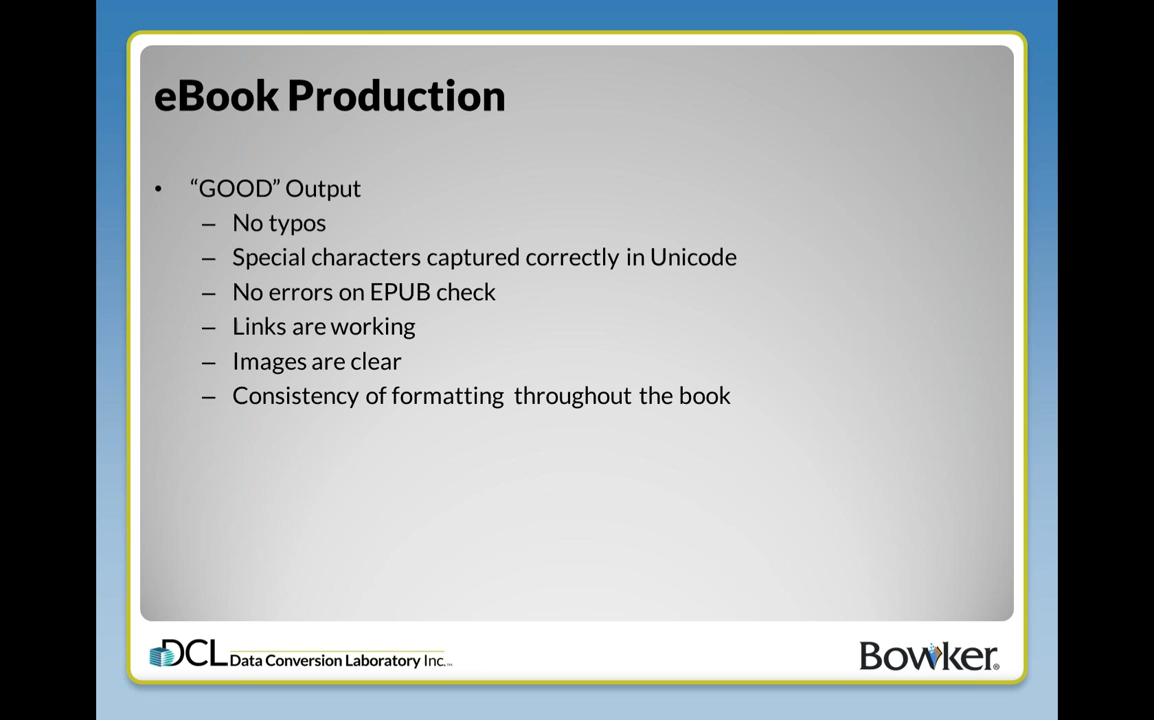 eBook Production
• “GOOD” Output
– No typos
– Special characters captured correctly in Unicode
– No errors on EPUB check
– Links are working
– Images are clear
– Consistency of formatting throughout the book
DCL Data Conversion Laboratory Inc.™
Bowker®